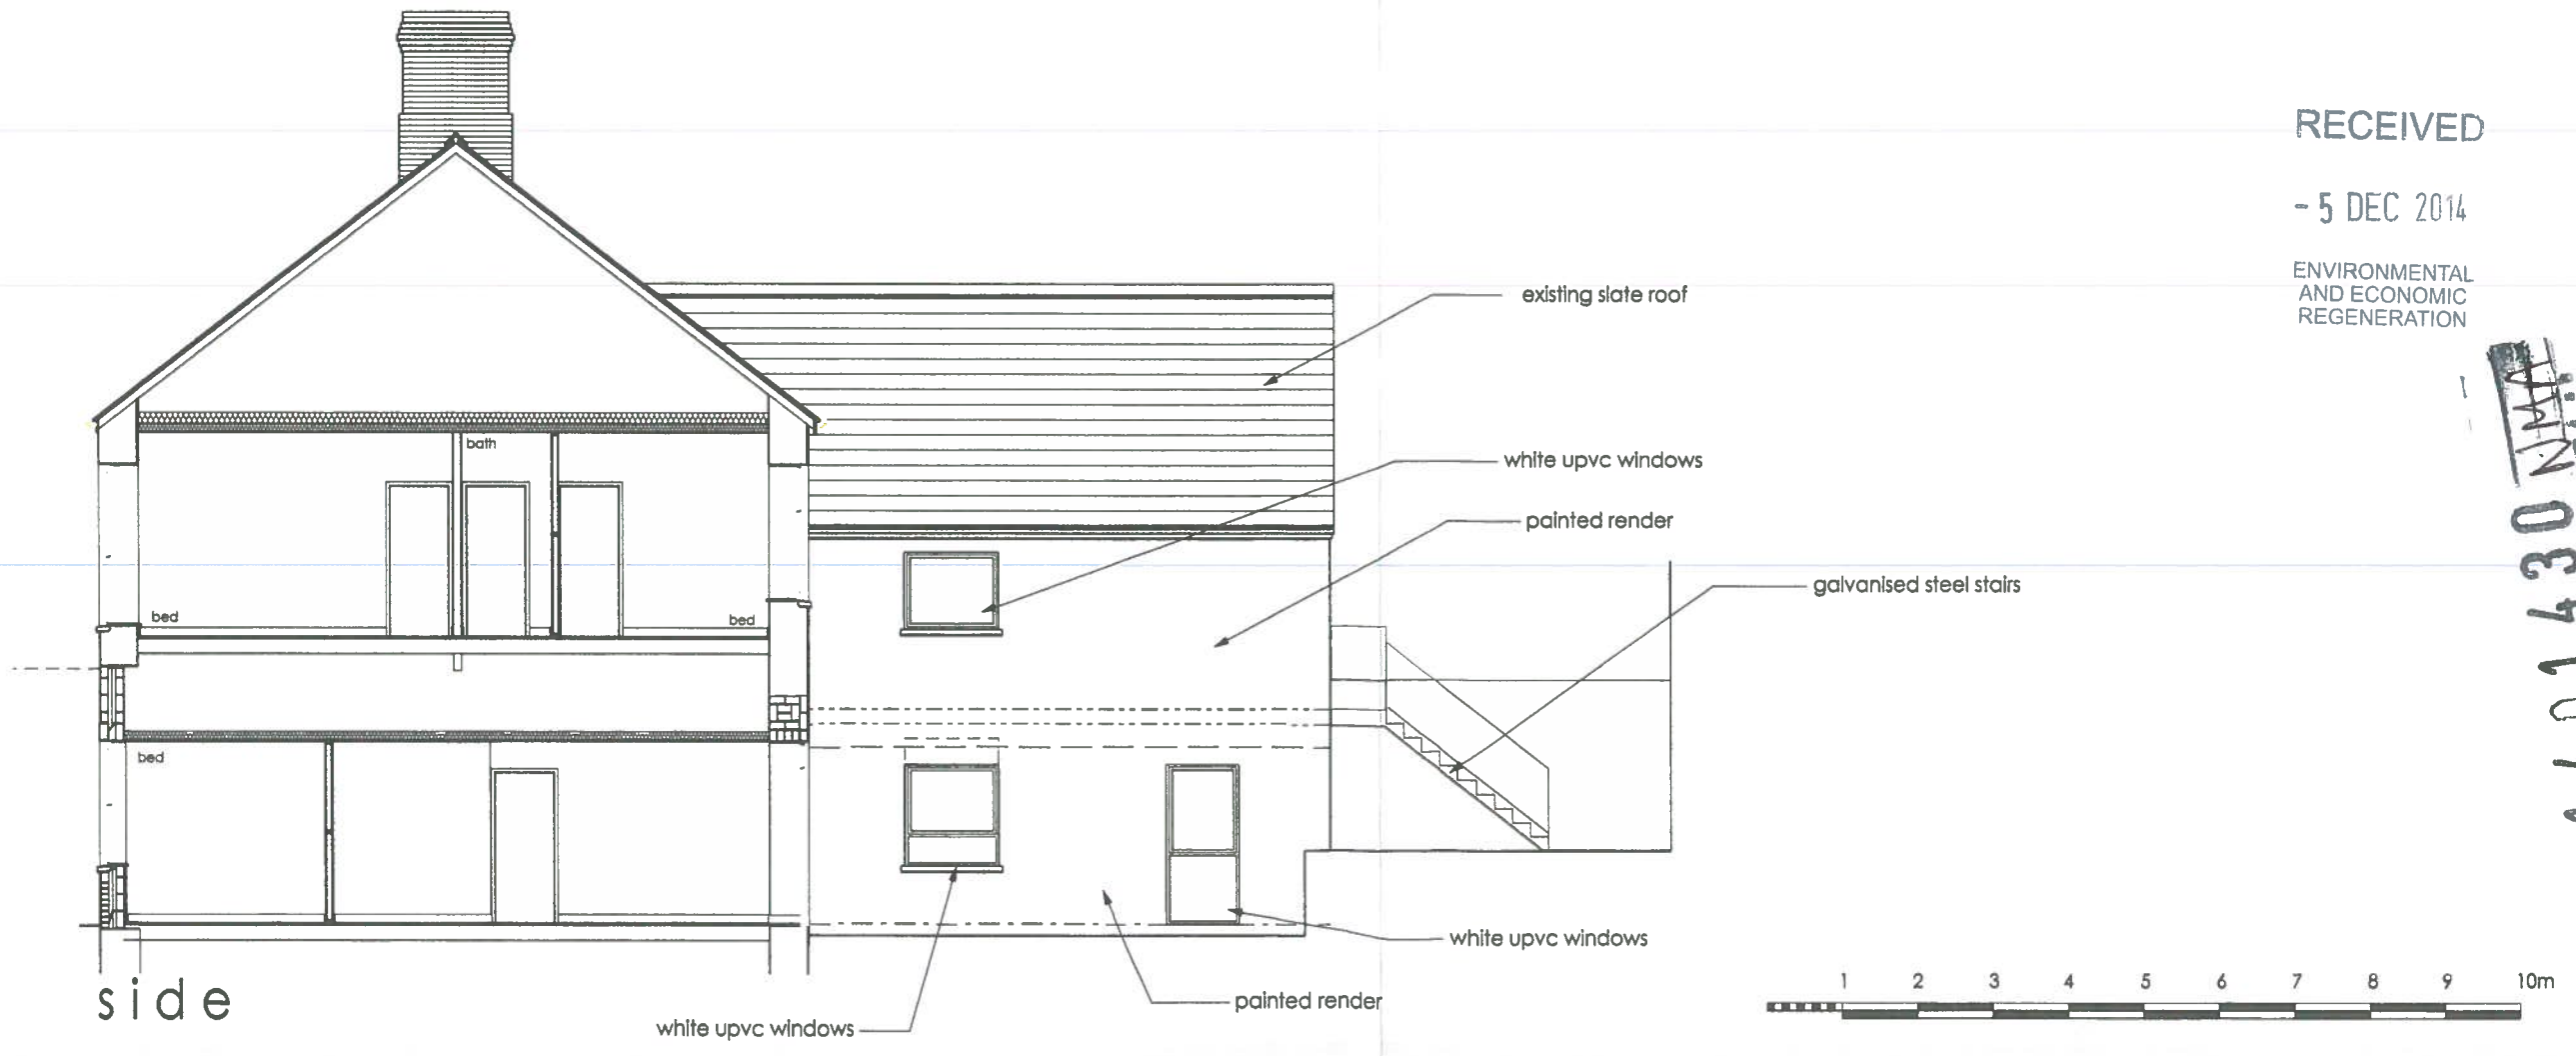 RECEIVED
- 5 DEC 2014
ENVIRONMENTAL
AND ECONOMIC
REGENERATION
existing slate roof
white upvc windows
painted render
galvanised steel stairs
bath
bed
bed
bed
white upvc windows
painted render
white upvc windows
side
1 2 3 4 5 6 7 8 9 10m
NMA
01430